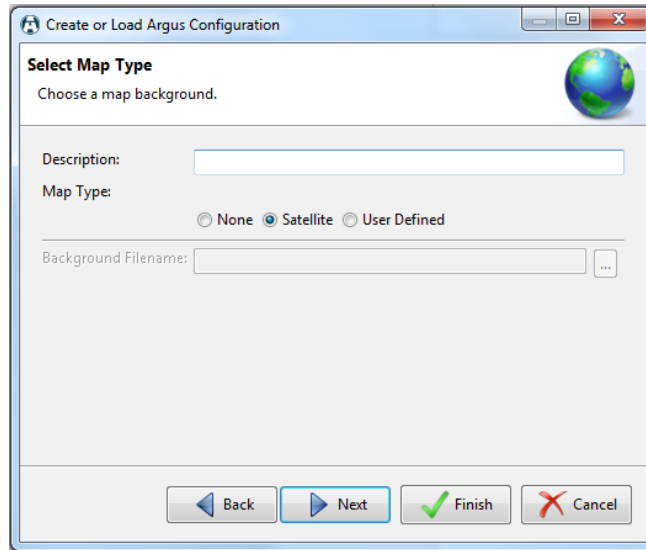 Create or Load Argus Configuration
Select Map Type
Choose a map background.
Description:
Map Type:
None Satellite User Defined
Background Filename: ...
Back Next Finish Cancel